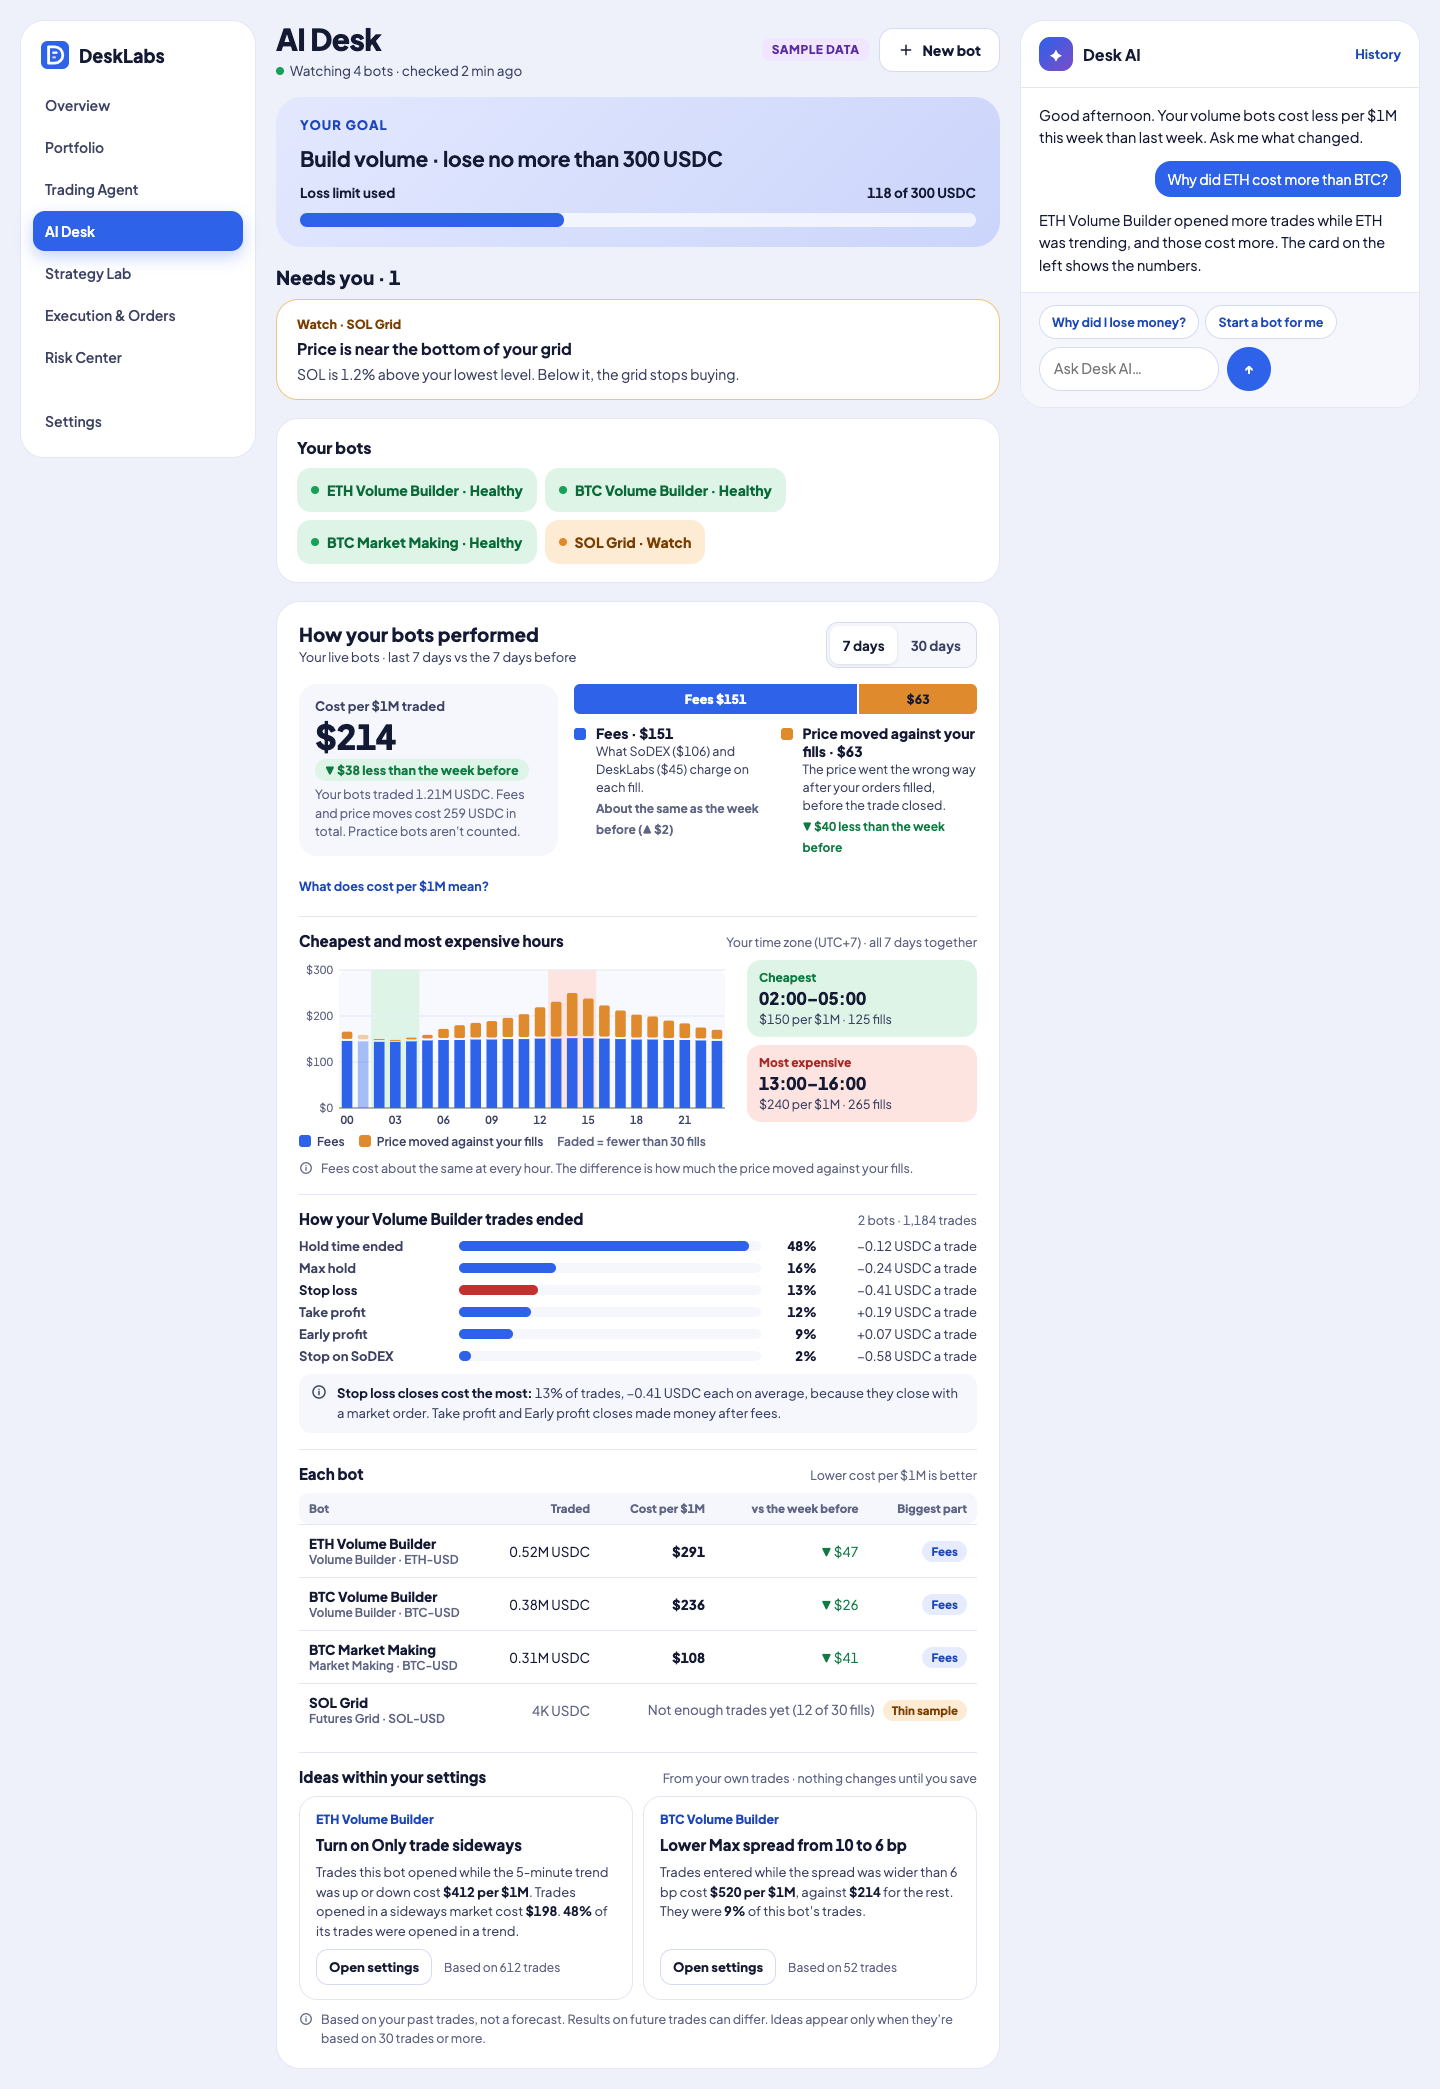 DeskLabs
Overview
Portfolio
Trading Agent
AI Desk
Strategy Lab
Execution & Orders
Risk Center
Settings
AI Desk
Watching 4 bots · checked 2 min ago
SAMPLE DATA
+ New bot
YOUR GOAL
Build volume · lose no more than 300 USDC
Loss limit used
118 of 300 USDC
Needs you · 1
Watch · SOL Grid
Price is near the bottom of your grid
SOL is 1.2% above your lowest level. Below it, the grid stops buying.
Your bots
ETH Volume Builder · Healthy
BTC Volume Builder · Healthy
BTC Market Making · Healthy
SOL Grid · Watch
How your bots performed
Your live bots · last 7 days vs the 7 days before
7 days
30 days
Cost per $1M traded
$214
▼ $38 less than the week before
Your bots traded 1.21M USDC. Fees
and price moves cost 259 USDC in
total. Practice bots aren't counted.
Fees $151
$63
Fees · $151
What SoDEX ($106) and
DeskLabs ($45) charge on
each fill.
About the same as the week
before (▲ $2)
Price moved against your
fills · $63
The price went the wrong way
after your orders filled,
before the trade closed.
▼ $40 less than the week
before
What does cost per $1M mean?
Cheapest and most expensive hours
Your time zone (UTC+7) · all 7 days together
$300
$200
$100
$0
00 03 06 09 12 15 18 21
Cheapest
02:00–05:00
$150 per $1M · 125 fills
Most expensive
13:00–16:00
$240 per $1M · 265 fills
Fees
Price moved against your fills
Faded = fewer than 30 fills
Fees cost about the same at every hour. The difference is how much the price moved against your fills.
How your Volume Builder trades ended
2 bots · 1,184 trades
Hold time ended 48% −0.12 USDC a trade
Max hold 16% −0.24 USDC a trade
Stop loss 13% −0.41 USDC a trade
Take profit 12% +0.19 USDC a trade
Early profit 9% +0.07 USDC a trade
Stop on SoDEX 2% −0.58 USDC a trade
Stop loss closes cost the most: 13% of trades, −0.41 USDC each on average, because they close with
a market order. Take profit and Early profit closes made money after fees.
Each bot
Lower cost per $1M is better
Bot Traded Cost per $1M vs the week before Biggest part
ETH Volume Builder
Volume Builder · ETH-USD
0.52M USDC $291 ▼ $47 Fees
BTC Volume Builder
Volume Builder · BTC-USD
0.38M USDC $236 ▼ $26 Fees
BTC Market Making
Market Making · BTC-USD
0.31M USDC $108 ▼ $41 Fees
SOL Grid
Futures Grid · SOL-USD
4K USDC Not enough trades yet (12 of 30 fills) Thin sample
Ideas within your settings
From your own trades · nothing changes until you save
ETH Volume Builder
Turn on Only trade sideways
Trades this bot opened while the 5-minute trend
was up or down cost $412 per $1M. Trades
opened in a sideways market cost $198. 48% of
its trades were opened in a trend.
Open settings
Based on 612 trades
BTC Volume Builder
Lower Max spread from 10 to 6 bp
Trades entered while the spread was wider than 6
bp cost $520 per $1M, against $214 for the rest.
They were 9% of this bot's trades.
Open settings
Based on 52 trades
Based on your past trades, not a forecast. Results on future trades can differ. Ideas appear only when they're
based on 30 trades or more.
Desk AI
History
Good afternoon. Your volume bots cost less per $1M
this week than last week. Ask me what changed.
Why did ETH cost more than BTC?
ETH Volume Builder opened more trades while ETH
was trending, and those cost more. The card on the
left shows the numbers.
Why did I lose money?
Start a bot for me
Ask Desk AI…